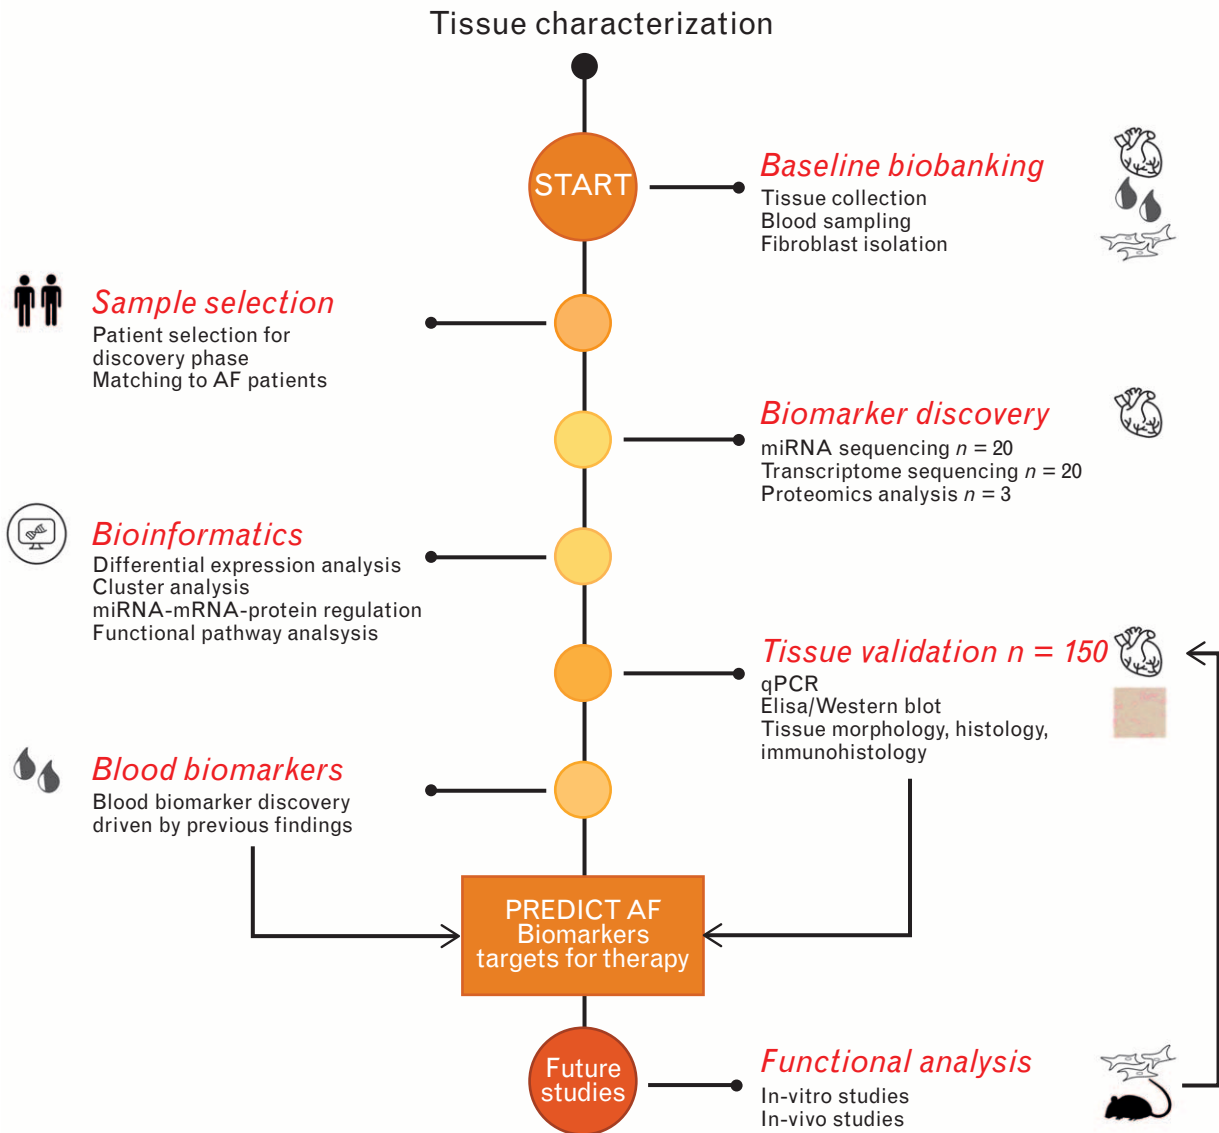 Tissue characterization
START
Baseline biobanking
Tissue collection
Blood sampling
Fibroblast isolation
Sample selection
Patient selection for
discovery phase
Matching to AF patients
Biomarker discovery
miRNA sequencing n = 20
Transcriptome sequencing n = 20
Proteomics analysis n = 3
Bioinformatics
Differential expression analysis
Cluster analysis
miRNA-mRNA-protein regulation
Functional pathway analsysis
Tissue validation n = 150
qPCR
Elisa/Western blot
Tissue morphology, histology,
immunohistology
Blood biomarkers
Blood biomarker discovery
driven by previous findings
PREDICT AF
Biomarkers
targets for therapy
Future
studies
Functional analysis
In-vitro studies
In-vivo studies